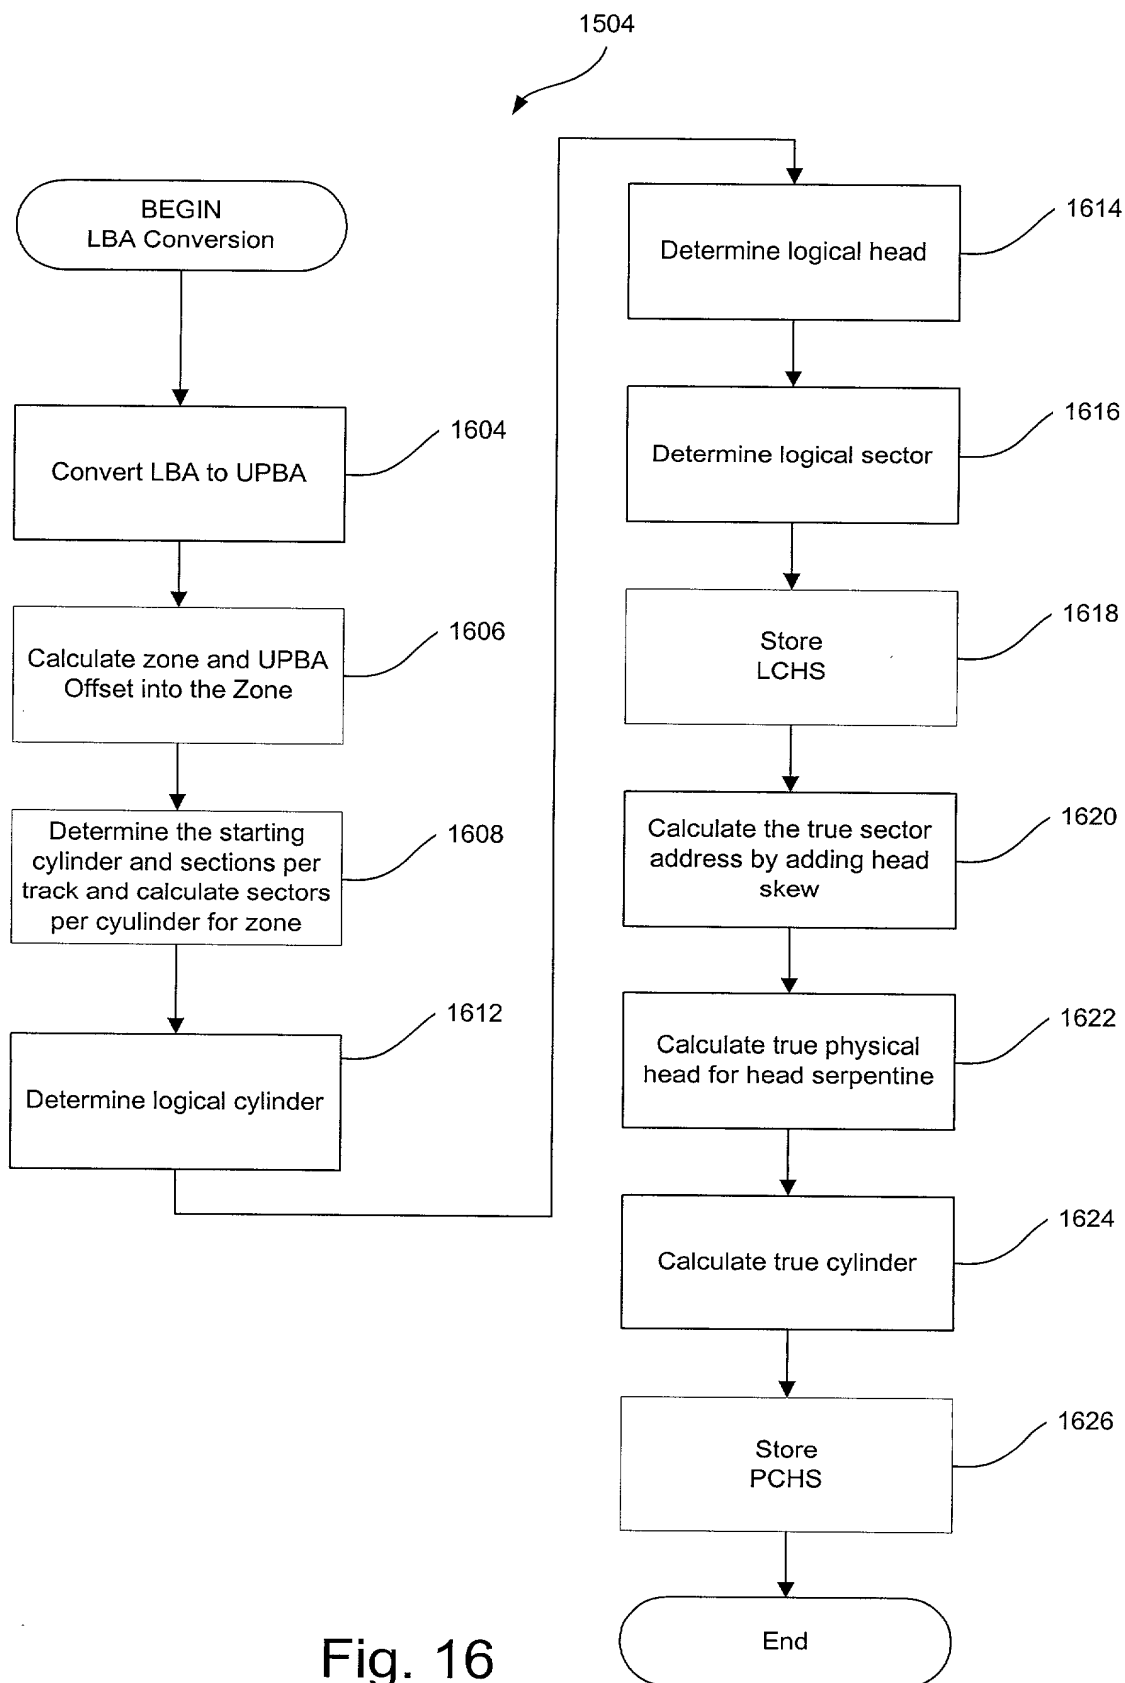 1504
BEGIN
LBA Conversion
Convert LBA to UPBA
1604
Calculate zone and UPBA
Offset into the Zone
1606
Determine the starting
cylinder and sections per
track and calculate sectors
per cyulinder for zone
1608
Determine logical cylinder
1612
Determine logical head
1614
Determine logical sector
1616
Store
LCHS
1618
Calculate the true sector
address by adding head
skew
1620
Calculate true physical
head for head serpentine
1622
Calculate true cylinder
1624
Store
PCHS
1626
End
Fig. 16